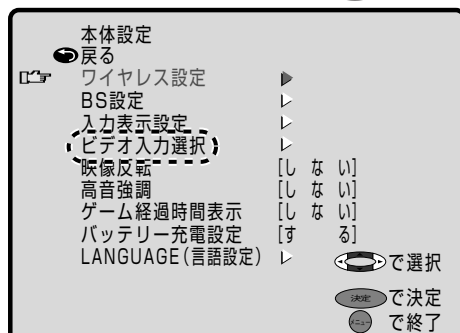 本体設定
戻る
ワイヤレス設定
BS設定
入力表示設定
ビデオ入力選択
映像反転 [しない]
高音強調 [しない]
ゲーム経過時間表示 [しない]
バッテリー充電設定 [する]
LANGUAGE(言語設定)
で選択
決定 で決定
メニュー で終了